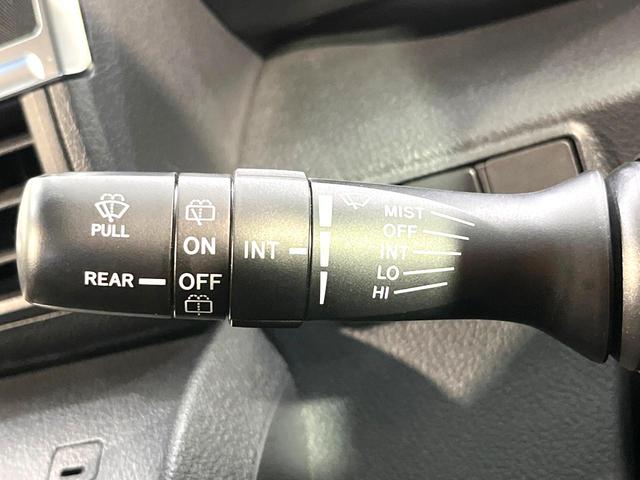 PULL
REAR
ON
OFF
INT
MIST
OFF
INT
LO
HI